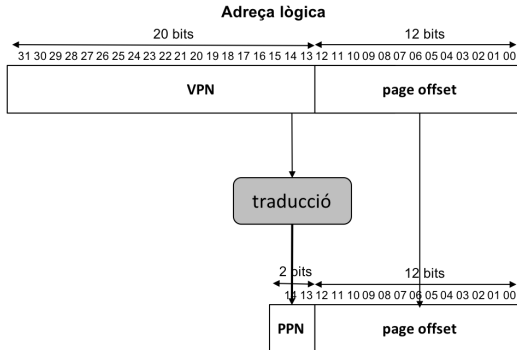 Adreça lògica
20 bits 12 bits
31 30 29 28 27 26 25 24 23 22 21 20 19 18 17 16 15 14 13 12 11 10 09 08 07 06 05 04 03 02 01 00
VPN page offset
traducció
2 bits 12 bits
14 13 12 11 10 09 08 07 06 05 04 03 02 01 00
PPN page offset